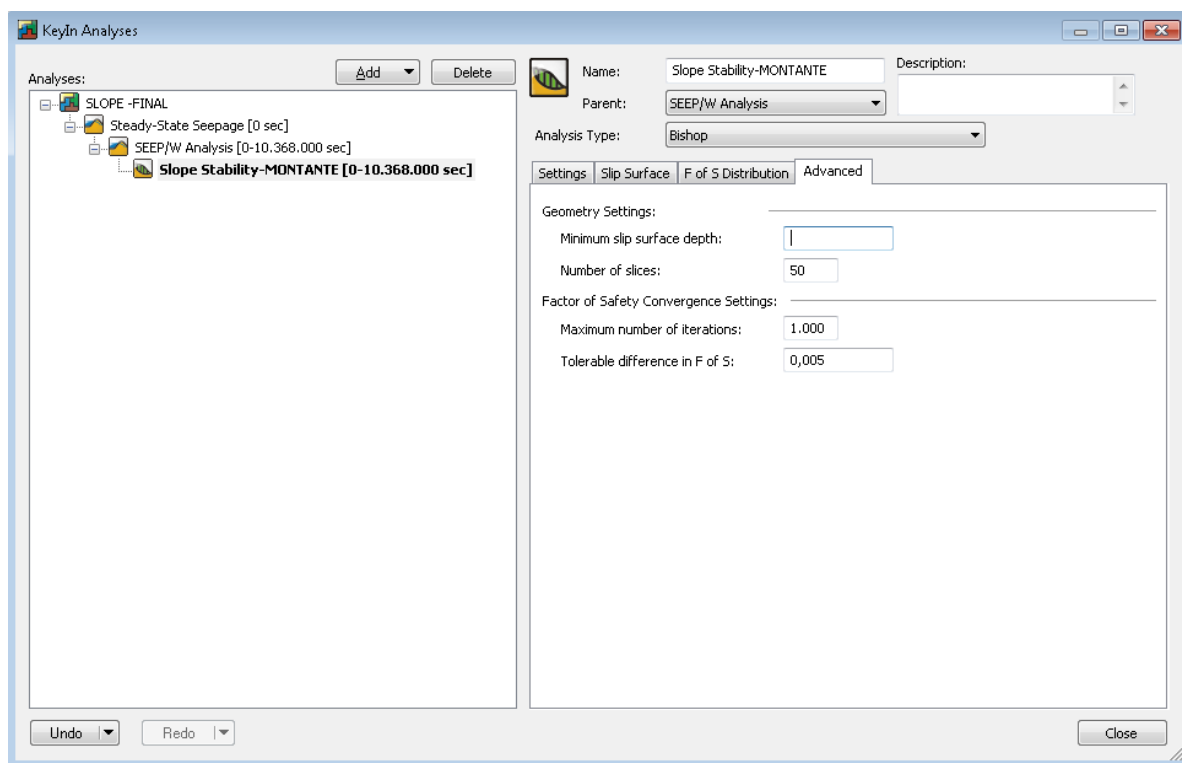 KeyIn Analyses
Analyses:
Add
Delete
SLOPE -FINAL
Steady-State Seepage [0 sec]
SEEP/W Analysis [0-10.368.000 sec]
Slope Stability-MONTANTE [0-10.368.000 sec]
Name: Slope Stability-MONTANTE
Description:
Parent: SEEP/W Analysis
Analysis Type: Bishop
Settings Slip Surface F of S Distribution Advanced
Geometry Settings:
Minimum slip surface depth:
Number of slices: 50
Factor of Safety Convergence Settings:
Maximum number of iterations: 1.000
Tolerable difference in F of S: 0,005
Undo Redo Close